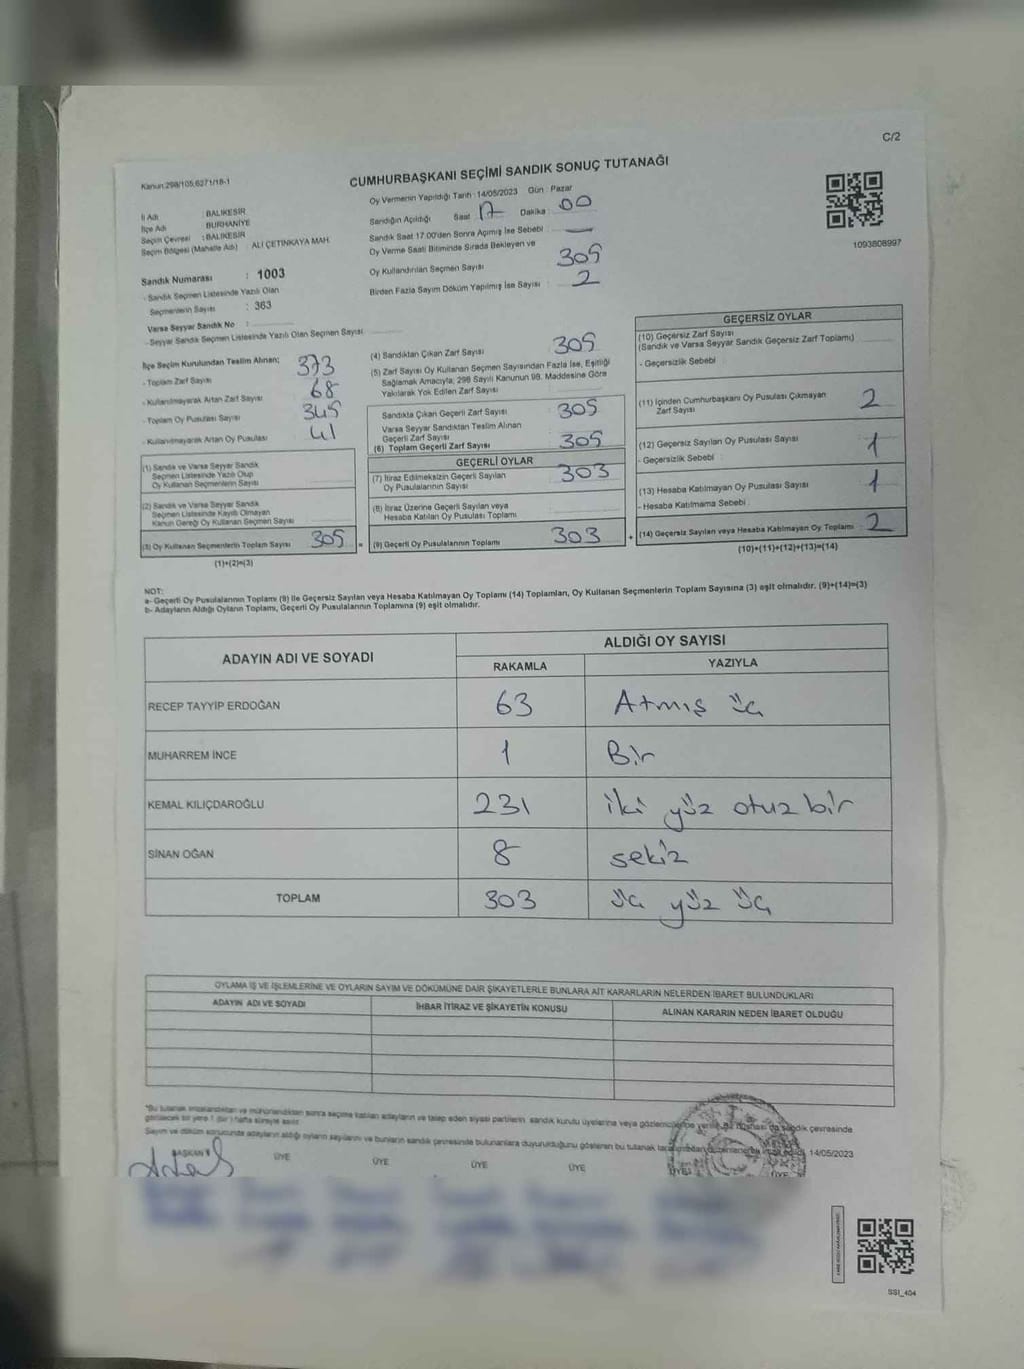 C/2
Kanun:298/105;6271/18-1
CUMHURBAŞKANI SEÇİMİ SANDIK SONUÇ TUTANAĞI
İl Adı : BALIKESİR
İlçe Adı : BURHANİYE
Seçim Çevresi : BALIKESİR
Seçim Bölgesi (Mahalle Adı) : ALİ ÇETİNKAYA MAH.
Sandık Numarası : 1003
- Sandık Seçmen Listesinde Yazılı Olan
Seçmenlerin Sayısı : 363
Varsa Seyyar Sandık No :
- Seyyar Sandık Seçmen Listesinde Yazılı Olan Seçmen Sayısı
Oy Vermenin Yapıldığı Tarih : 14/05/2023 Gün : Pazar
Sandığın Açıldığı Saat 17 Dakika : 00
Sandık Saat 17.00'den Sonra Açımış İse Sebebi : —
Oy Verme Saati Bitiminde Sırada Bekleyen ve
Oy Kullandırılan Seçmen Sayısı 305
Birden Fazla Sayım Döküm Yapılmış İse Sayısı : 2
1093808997
İlçe Seçim Kurulundan Teslim Alınan;
- Toplam Zarf Sayısı 373
- Kullanılmayarak Artan Zarf Sayısı 68
- Toplam Oy Pusulası Sayısı 345
- Kullanılmayarak Artan Oy Pusulası 41
(1) Sandık ve Varsa Seyyar Sandık
Seçmen Listesinde Yazılı Olup
Oy Kullanan Seçmenlerin Sayısı
(2) Sandık ve Varsa Seyyar Sandık
Seçmen Listesinde Kayıtlı Olmayan
Kanun Gereği Oy Kullanan Seçmen Sayısı
(3) Oy Kullanan Seçmenlerin Toplam Sayısı 305
(1)+(2)=(3)
(4) Sandıktan Çıkan Zarf Sayısı 305
(5) Zarf Sayısı Oy Kullanan Seçmen Sayısından Fazla İse, Eşitliği
Sağlamak Amacıyla; 298 Sayılı Kanunun 98. Maddesine Göre
Yakılarak Yok Edilen Zarf Sayısı
Sandıkta Çıkan Geçerli Zarf Sayısı 305
Varsa Seyyar Sandıktan Teslim Alınan
Geçerli Zarf Sayısı
(6) Toplam Geçerli Zarf Sayısı 305
GEÇERLİ OYLAR
(7) İtiraz Edilmeksizin Geçerli Sayılan
Oy Pusulalarının Sayısı 303
(8) İtiraz Üzerine Geçerli Sayılan veya
Hesaba Katılan Oy Pusulası Toplamı
= (9) Geçerli Oy Pusulalarının Toplamı 303
GEÇERSİZ OYLAR
(10) Geçersiz Zarf Sayısı
(Sandık ve Varsa Seyyar Sandık Geçersiz Zarf Toplamı)
- Geçersizlik Sebebi :
(11) İçinden Cumhurbaşkanı Oy Pusulası Çıkmayan
Zarf Sayısı 2
(12) Geçersiz Sayılan Oy Pusulası Sayısı 1
- Geçersizlik Sebebi :
(13) Hesaba Katılmayan Oy Pusulası Sayısı 1
- Hesaba Katılmama Sebebi :
+ (14) Geçersiz Sayılan veya Hesaba Katılmayan Oy Toplamı 2
(10)+(11)+(12)+(13)=(14)
NOT:
a- Geçerli Oy Pusulalarının Toplamı (9) ile Geçersiz Sayılan veya Hesaba Katılmayan Oy Toplamı (14) Toplamları, Oy Kullanan Seçmenlerin Toplam Sayısına (3) eşit olmalıdır. (9)+(14)=(3)
b- Adayların Aldığı Oyların Toplamı, Geçerli Oy Pusulalarının Toplamına (9) eşit olmalıdır.
ADAYIN ADI VE SOYADI ALDIĞI OY SAYISI
RAKAMLA YAZIYLA
RECEP TAYYİP ERDOĞAN 63 Atmış üç
MUHARREM İNCE 1 Bir
KEMAL KILIÇDAROĞLU 231 iki yüz otuz bir
SİNAN OĞAN 8 sekiz
TOPLAM 303 üç yüz üç
OYLAMA İŞ VE İŞLEMLERİNE VE OYLARIN SAYIM VE DÖKÜMÜNE DAİR ŞİKAYETLERLE BUNLARA AİT KARARLARIN NELERDEN İBARET BULUNDUKLARI
ADAYIN ADI VE SOYADI İHBAR İTİRAZ VE ŞİKAYETİN KONUSU ALINAN KARARIN NEDEN İBARET OLDUĞU
*Bu tutanak imzalandıktan ve mühürlendikten sonra seçime katılan adayların ve talep eden siyasi partilerin sandık kurulu üyelerine veya gözlemcilerine sandık çevresinde
görülecek bir yere 1 (bir) hafta süreyle asılır.
Sayım ve döküm sonucunda adayların aldığı oyların sayılarını ve bunların sandık çevresinde bulunanlara duyurulduğunu gösteren bu tutanak 14/05/2023
BAŞKAN ÜYE ÜYE ÜYE ÜYE ÜYE ÜYE
SSI_404